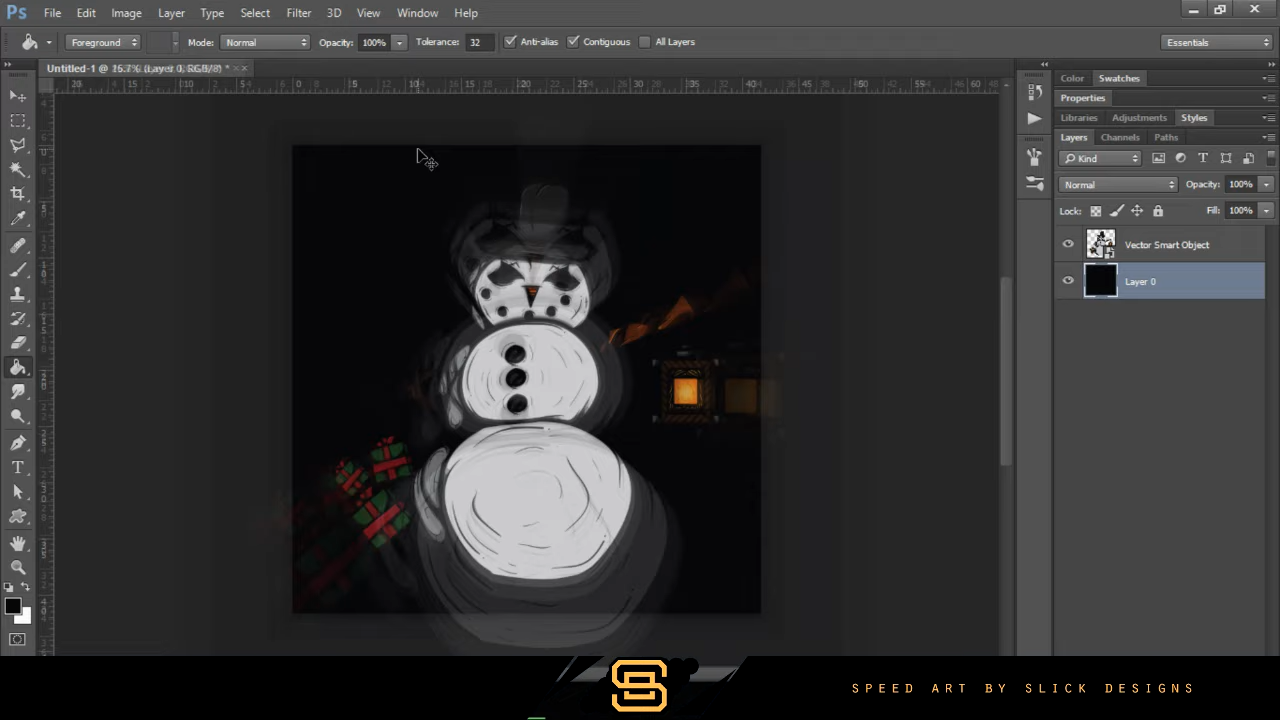 Ps File Edit Image Layer Type Select Filter 3D View Window Help
Foreground Mode: Normal Opacity: 100% Tolerance: 32 Anti-alias Contiguous All Layers Essentials
Untitled-1 @
Color Swatches
Properties
Libraries Adjustments Styles
Layers Channels Paths
Kind
Normal Opacity: 100%
Lock: Fill: 100%
Vector Smart Object
Layer 0
SPEED ART BY SLICK DESIGNS